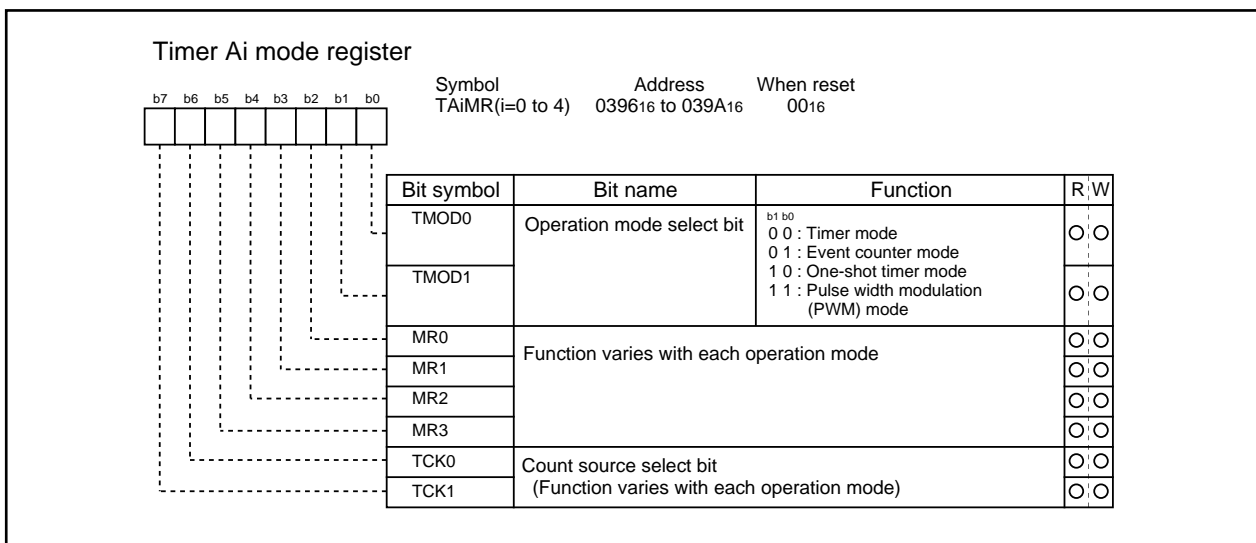 Timer Ai mode register
Symbol Address When reset
TAiMR(i=0 to 4) 039616 to 039A16 0016
b7 b6 b5 b4 b3 b2 b1 b0
Bit symbol Bit name Function R W
TMOD0 Operation mode select bit b1 b0
0 0 : Timer mode
0 1 : Event counter mode
TMOD1 1 0 : One-shot timer mode
1 1 : Pulse width modulation
(PWM) mode
MR0 Function varies with each operation mode
MR1
MR2
MR3
TCK0 Count source select bit
TCK1 (Function varies with each operation mode)